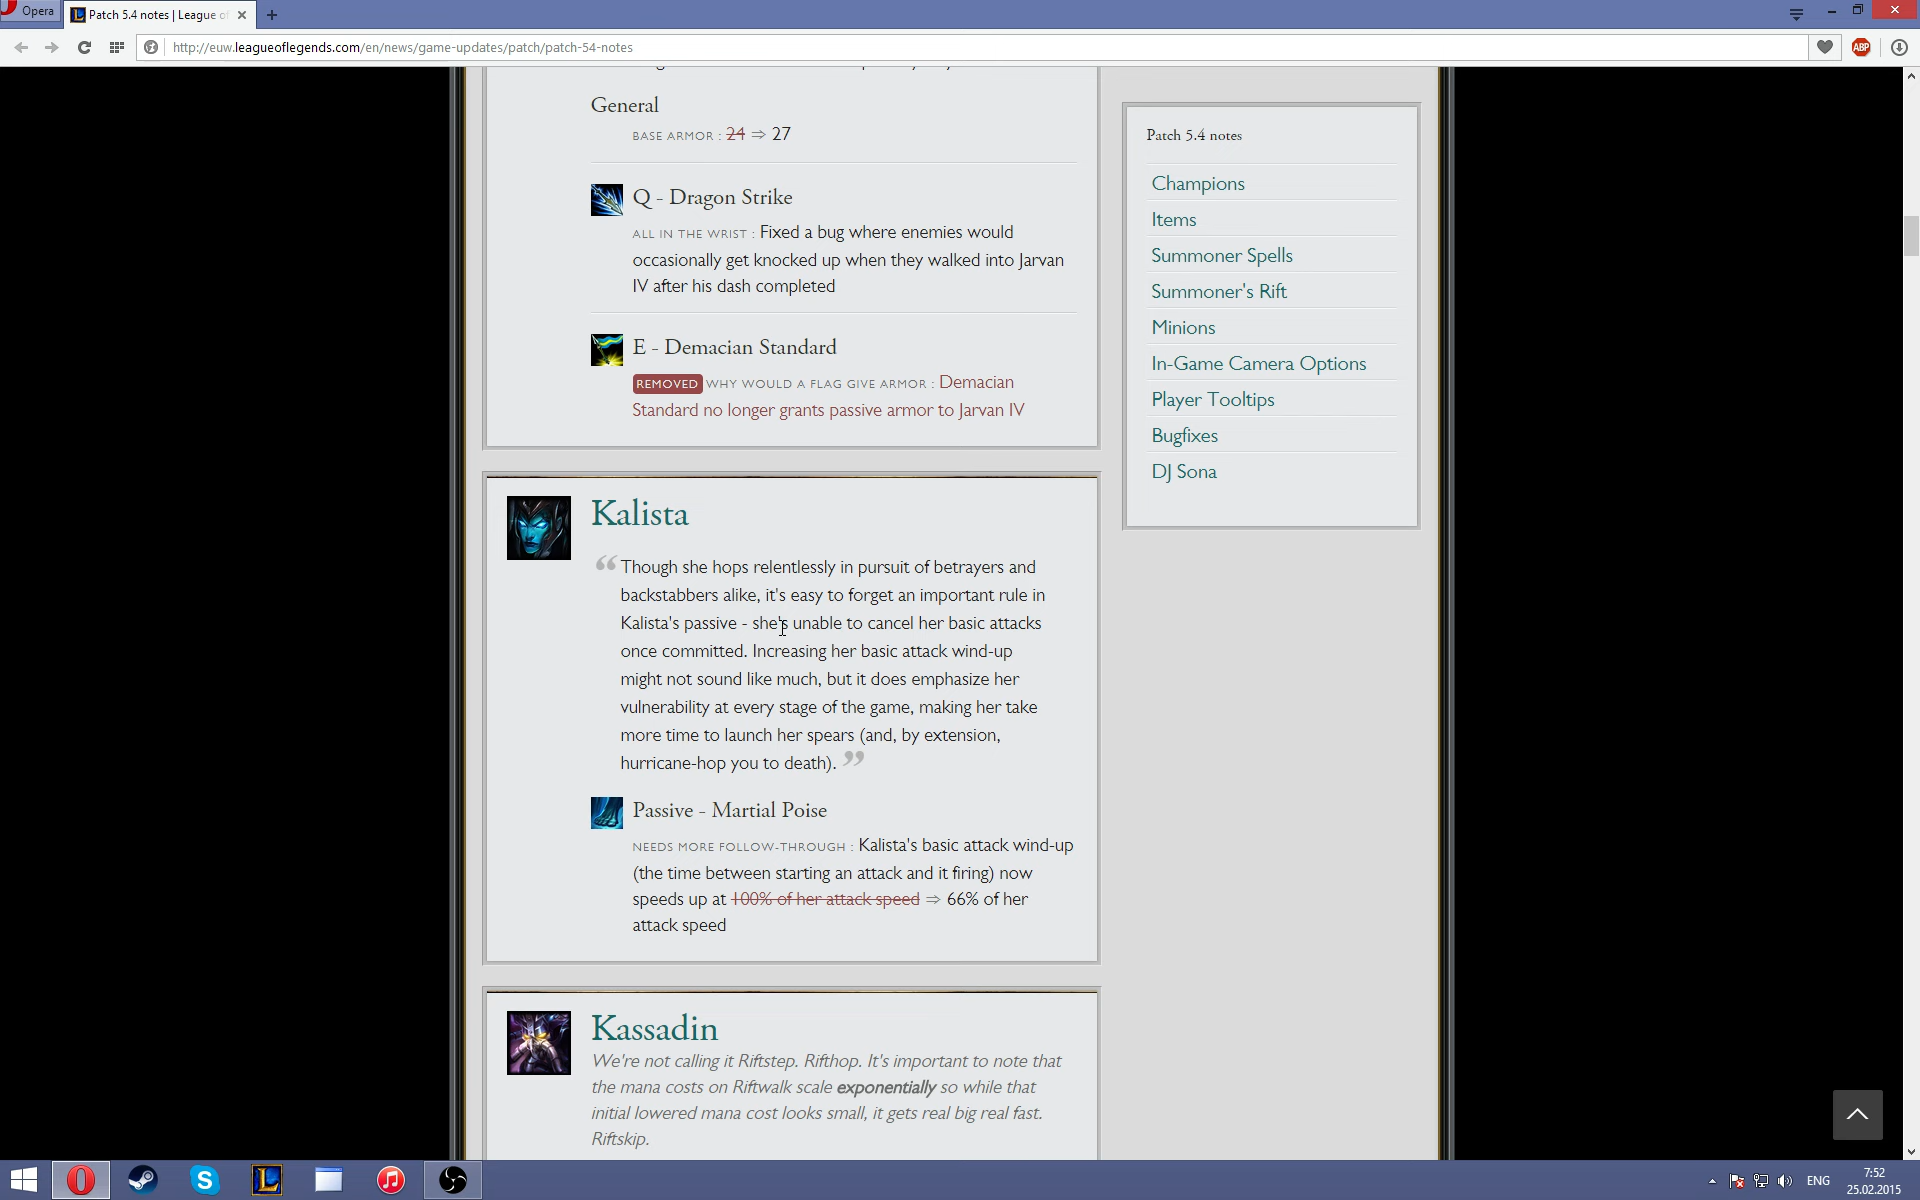 Opera
Patch 5.4 notes | League of
http://euw.leagueoflegends.com/en/news/game-updates/patch/patch-54-notes
ABP
General
BASE ARMOR : 24 ⇒ 27
Q - Dragon Strike
ALL IN THE WRIST : Fixed a bug where enemies would
occasionally get knocked up when they walked into Jarvan
IV after his dash completed
E - Demacian Standard
REMOVED WHY WOULD A FLAG GIVE ARMOR : Demacian
Standard no longer grants passive armor to Jarvan IV
Kalista
“ Though she hops relentlessly in pursuit of betrayers and
backstabbers alike, it's easy to forget an important rule in
Kalista's passive - she's unable to cancel her basic attacks
once committed. Increasing her basic attack wind-up
might not sound like much, but it does emphasize her
vulnerability at every stage of the game, making her take
more time to launch her spears (and, by extension,
hurricane-hop you to death). ”
Passive - Martial Poise
NEEDS MORE FOLLOW-THROUGH : Kalista's basic attack wind-up
(the time between starting an attack and it firing) now
speeds up at 100% of her attack speed ⇒ 66% of her
attack speed
Kassadin
We're not calling it Riftstep. Rifthop. It's important to note that
the mana costs on Riftwalk scale exponentially so while that
initial lowered mana cost looks small, it gets real big real fast.
Riftskip.
Patch 5.4 notes
Champions
Items
Summoner Spells
Summoner's Rift
Minions
In-Game Camera Options
Player Tooltips
Bugfixes
DJ Sona
ENG
7:52
25.02.2015